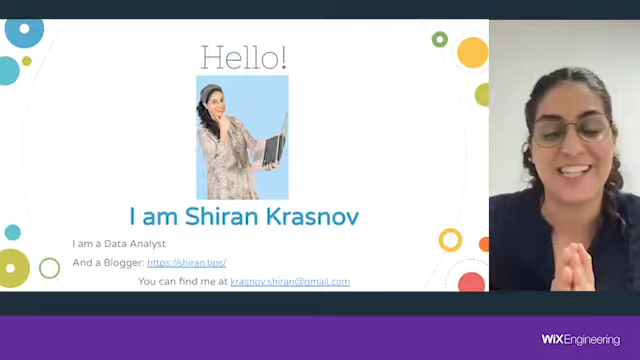 Hello!
I am Shiran Krasnov
I am a Data Analyst
And a Blogger: https://shiran.tips/
You can find me at krasnov.shiran@gmail.com
WIXEngineering